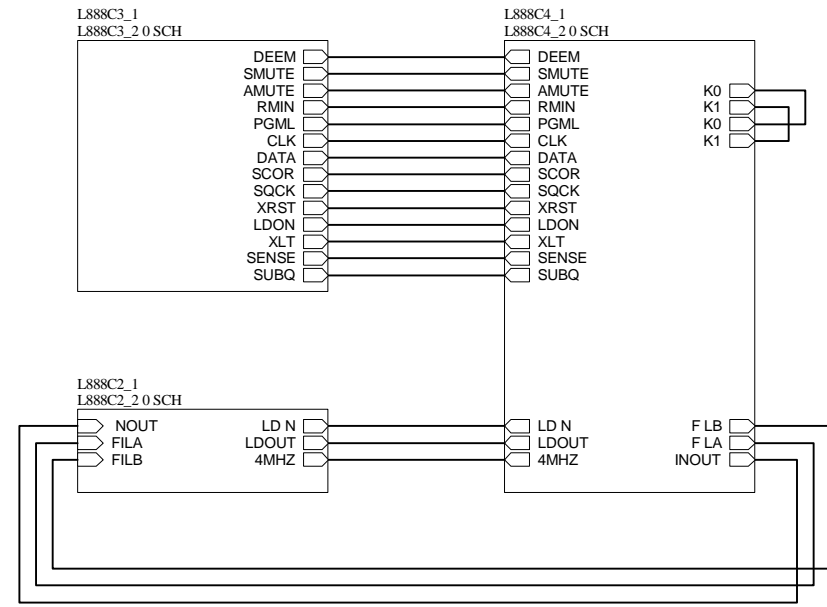 L888C3_1
L888C3_2 0 SCH
DEEM
SMUTE
AMUTE
RMIN
PGML
CLK
DATA
SCOR
SQCK
XRST
LDON
XLT
SENSE
SUBQ
L888C4_1
L888C4_2 0 SCH
DEEM
SMUTE
AMUTE
RMIN
PGML
CLK
DATA
SCOR
SQCK
XRST
LDON
XLT
SENSE
SUBQ
K0
K1
K0
K1
L888C2_1
L888C2_2 0 SCH
NOUT
FILA
FILB
LD N
LDOUT
4MHZ
LD N
LDOUT
4MHZ
F LB
F LA
INOUT